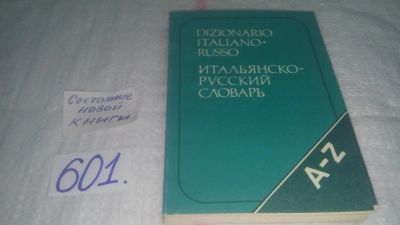 Состояние
новой
книги
601.
DIZIONARIO
ITALIANO-
RUSSO
ИТАЛЬЯНСКО-
РУССКИЙ
СЛОВАРЬ
A-Z